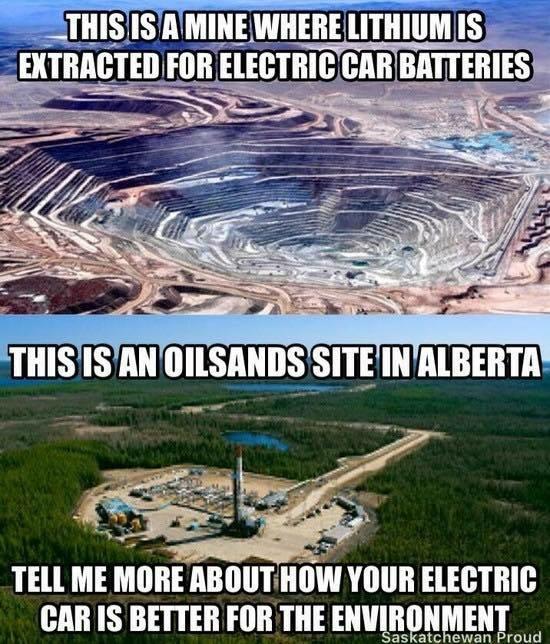 THIS IS A MINE WHERE LITHIUM IS
EXTRACTED FOR ELECTRIC CAR BATTERIES
THIS IS AN OILSANDS SITE IN ALBERTA
TELL ME MORE ABOUT HOW YOUR ELECTRIC
CAR IS BETTER FOR THE ENVIRONMENT
Saskatchewan Proud